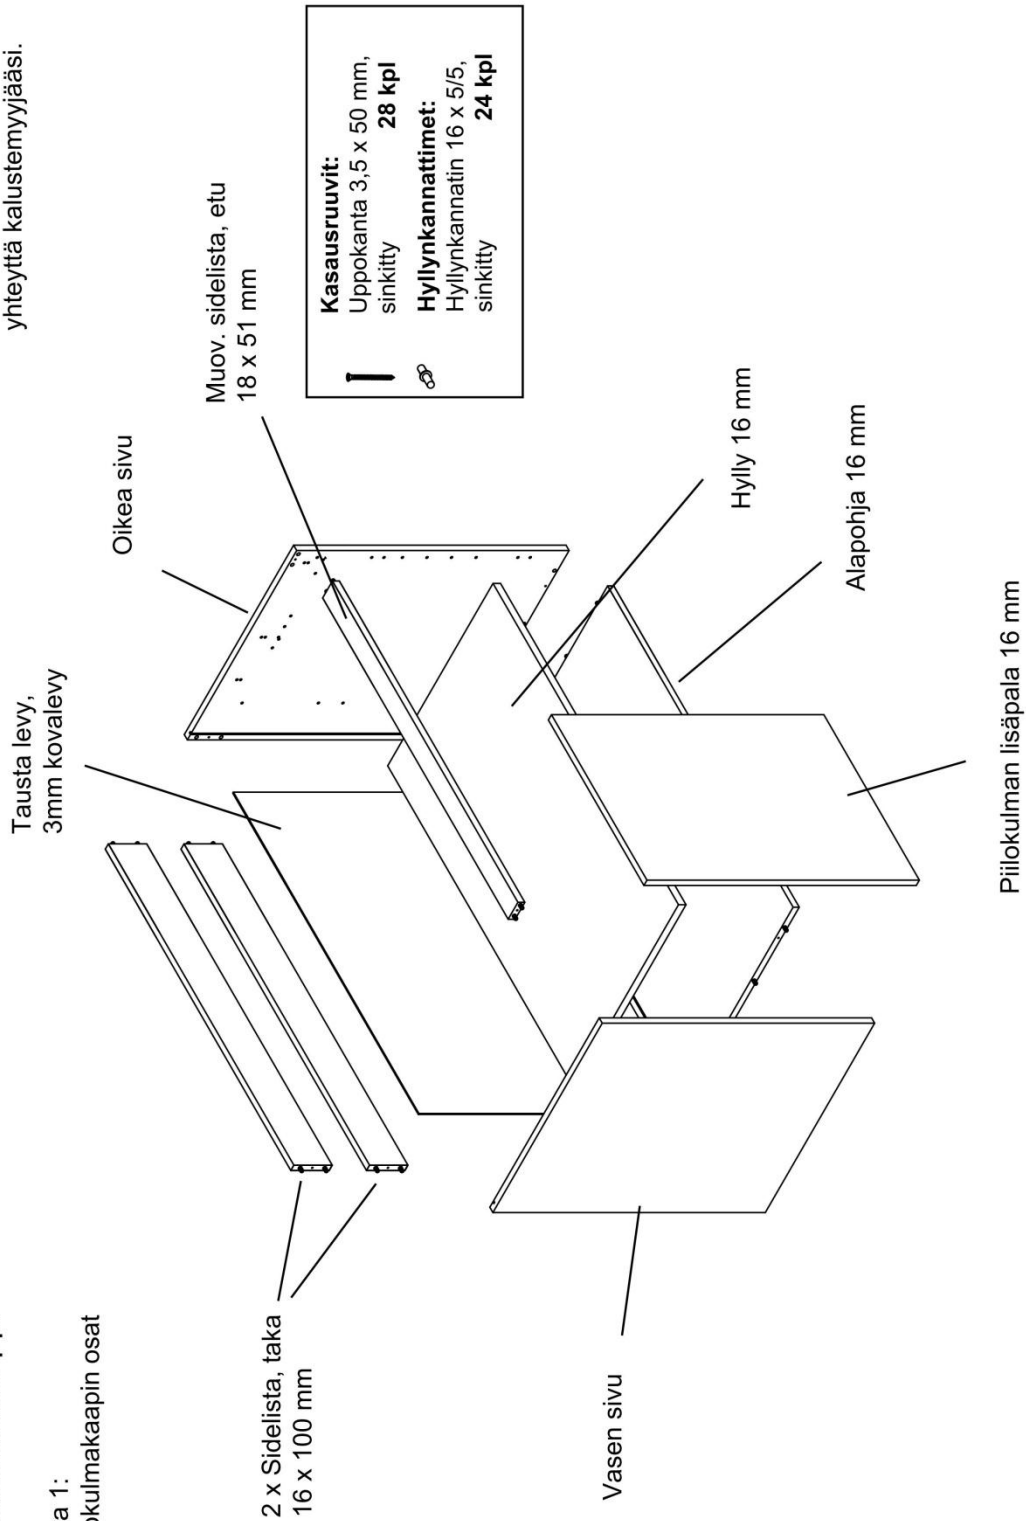 yhteyttä kalustemyyjääsi.
a 1:
okulmakaapin osat
Tausta levy,
3mm kovalevy
Oikea sivu
Muov. sidelista, etu
18 x 51 mm
2 x Sidelista, taka
16 x 100 mm
Kasausruuvit:
Uppokanta 3,5 x 50 mm,
sinkitty 28 kpl
Hyllynkannattimet:
Hyllynkannatin 16 x 5/5,
sinkitty 24 kpl
Vasen sivu
Hylly 16 mm
Alapohja 16 mm
Piilokulman lisäpala 16 mm